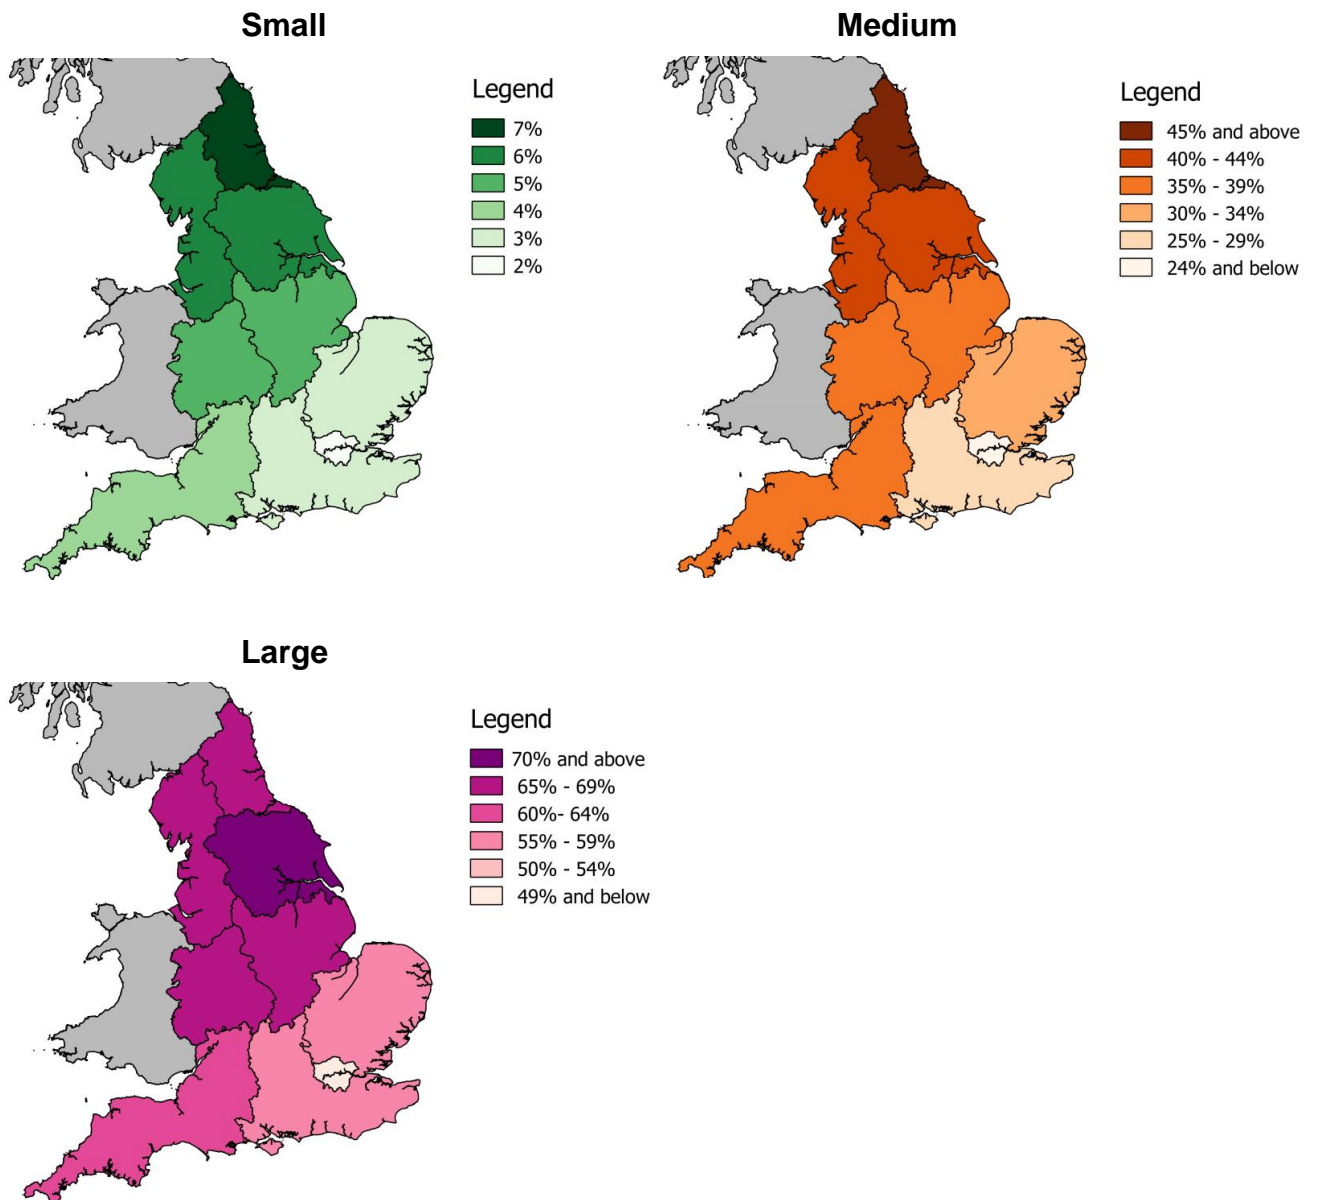 Small
Legend
7%
6%
5%
4%
3%
2%
Medium
Legend
45% and above
40% - 44%
35% - 39%
30% - 34%
25% - 29%
24% and below
Large
Legend
70% and above
65% - 69%
60%- 64%
55% - 59%
50% - 54%
49% and below